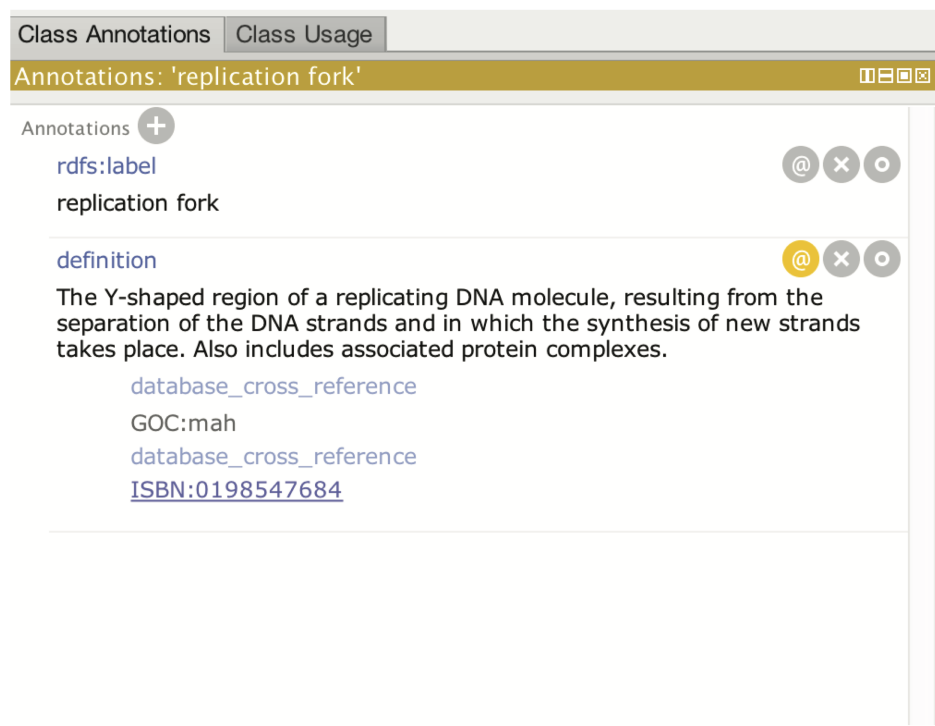 Class Annotations Class Usage
Annotations: 'replication fork'
Annotations
rdfs:label
replication fork
definition
The Y-shaped region of a replicating DNA molecule, resulting from the
separation of the DNA strands and in which the synthesis of new strands
takes place. Also includes associated protein complexes.
database_cross_reference
GOC:mah
database_cross_reference
ISBN:0198547684